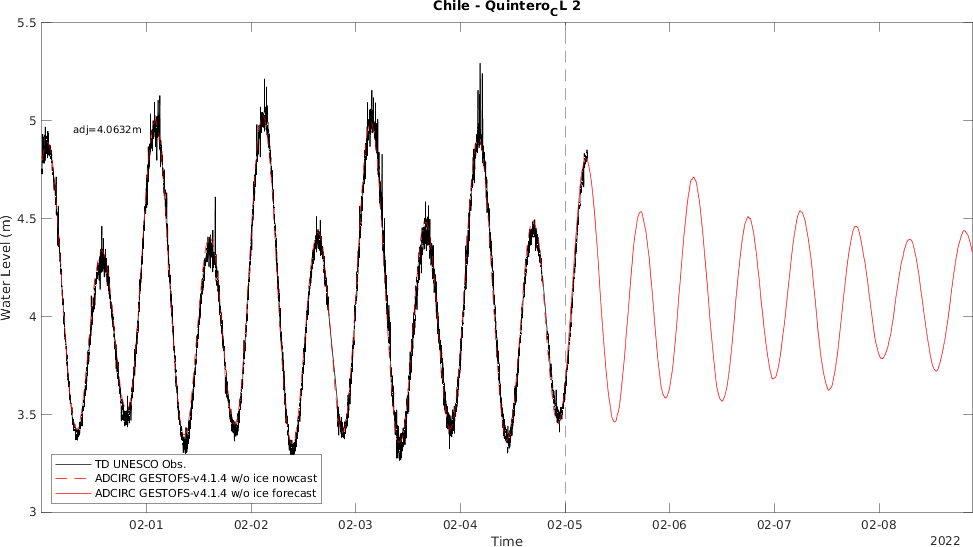 Chile - Quintero_CL 2
5.5
5
4.5
4
3.5
3
Water Level (m)
adj=4.0632m
TD UNESCO Obs.
ADCIRC GESTOFS-v4.1.4 w/o ice nowcast
ADCIRC GESTOFS-v4.1.4 w/o ice forecast
02-01 02-02 02-03 02-04 02-05 02-06 02-07 02-08
Time
2022